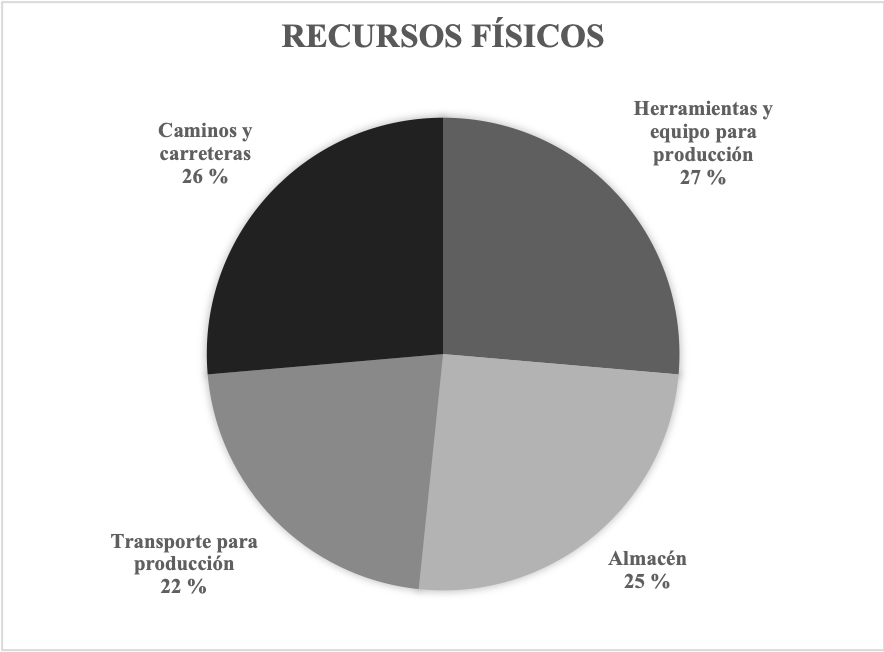 RECURSOS FÍSICOS
Herramientas y
equipo para
producción
27 %
Almacén
25 %
Transporte para
producción
22 %
Caminos y
carreteras
26 %